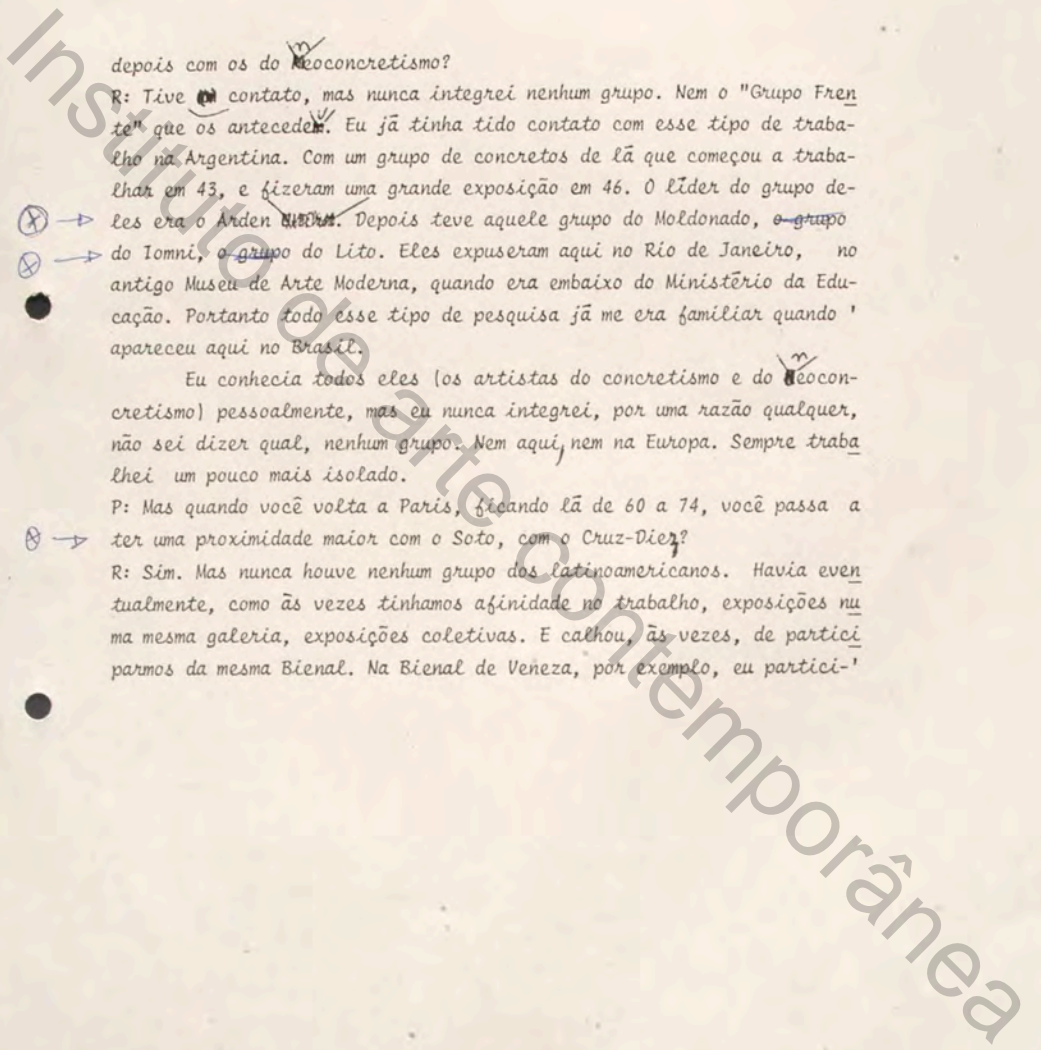 depois com os do neoconcretismo?
R: Tive contato, mas nunca integrei nenhum grupo. Nem o "Grupo Fren
te" que os antecedeu. Eu já tinha tido contato com esse tipo de traba-
lho na Argentina. Com um grupo de concretos de lá que começou a traba-
lhar em 43, e fizeram uma grande exposição em 46. O líder do grupo de-
les era o Arden. Depois teve aquele grupo do Moldonado, o grupo
do Iomni, o grupo do Lito. Eles expuseram aqui no Rio de Janeiro, no
antigo Museu de Arte Moderna, quando era embaixo do Ministério da Edu-
cação. Portanto todo esse tipo de pesquisa já me era familiar quando '
apareceu aqui no Brasil.
Eu conhecia todos eles (os artistas do concretismo e do neocon-
cretismo) pessoalmente, mas eu nunca integrei, por uma razão qualquer,
não sei dizer qual, nenhum grupo. Nem aqui, nem na Europa. Sempre traba
lhei um pouco mais isolado.
P: Mas quando você volta a Paris, ficando lá de 60 a 74, você passa a
ter uma proximidade maior com o Soto, com o Cruz-Diez?
R: Sim. Mas nunca houve nenhum grupo dos latinoamericanos. Havia even
tualmente, como às vezes tinhamos afinidade no trabalho, exposições nu
ma mesma galeria, exposições coletivas. E calhou, às vezes, de partici
parmos da mesma Bienal. Na Bienal de Veneza, por exemplo, eu partici-'
Instituto de arte contemporânea